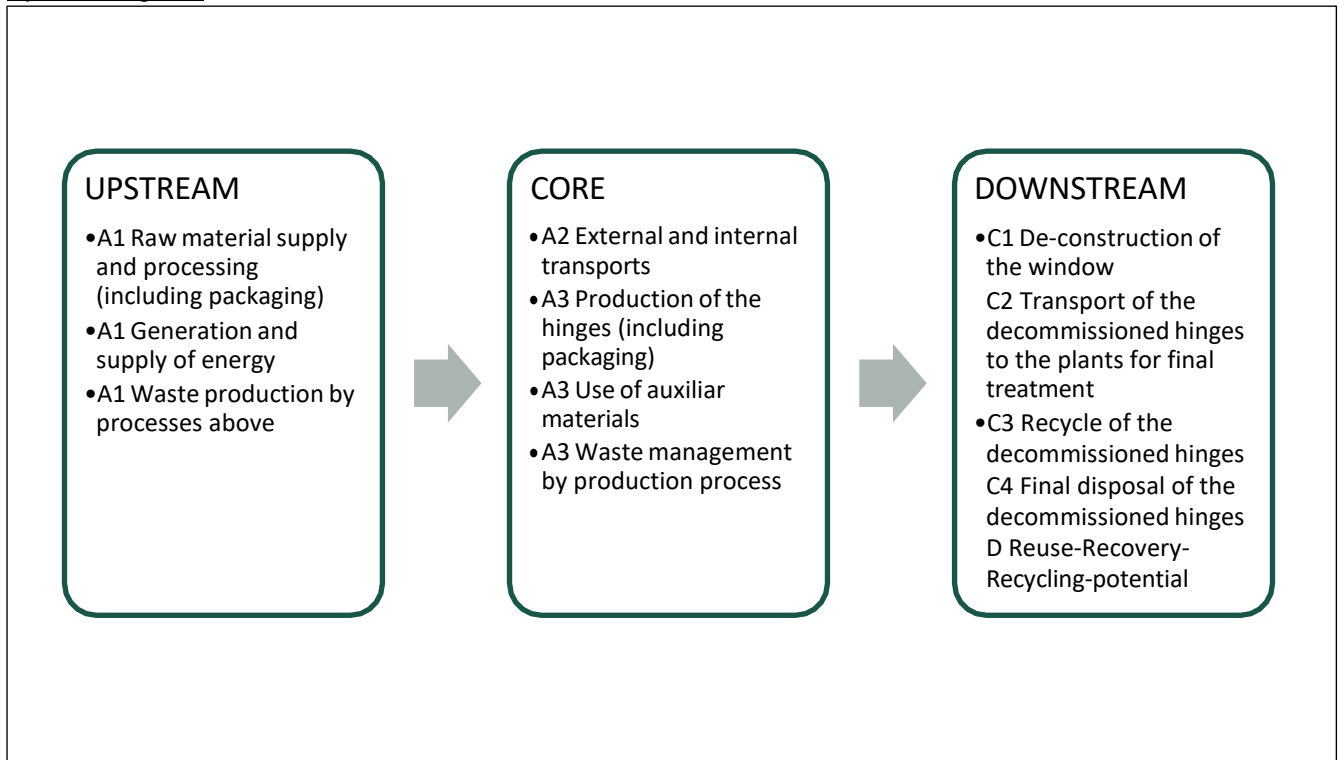 UPSTREAM
•A1 Raw material supply
and processing
(including packaging)
•A1 Generation and
supply of energy
•A1 Waste production by
processes above
CORE
•A2 External and internal
transports
•A3 Production of the
hinges (including
packaging)
•A3 Use of auxiliar
materials
•A3 Waste management
by production process
DOWNSTREAM
•C1 De-construction of
the window
C2 Transport of the
decommissioned hinges
to the plants for final
treatment
•C3 Recycle of the
decommissioned hinges
C4 Final disposal of the
decommissioned hinges
D Reuse-Recovery-
Recycling-potential